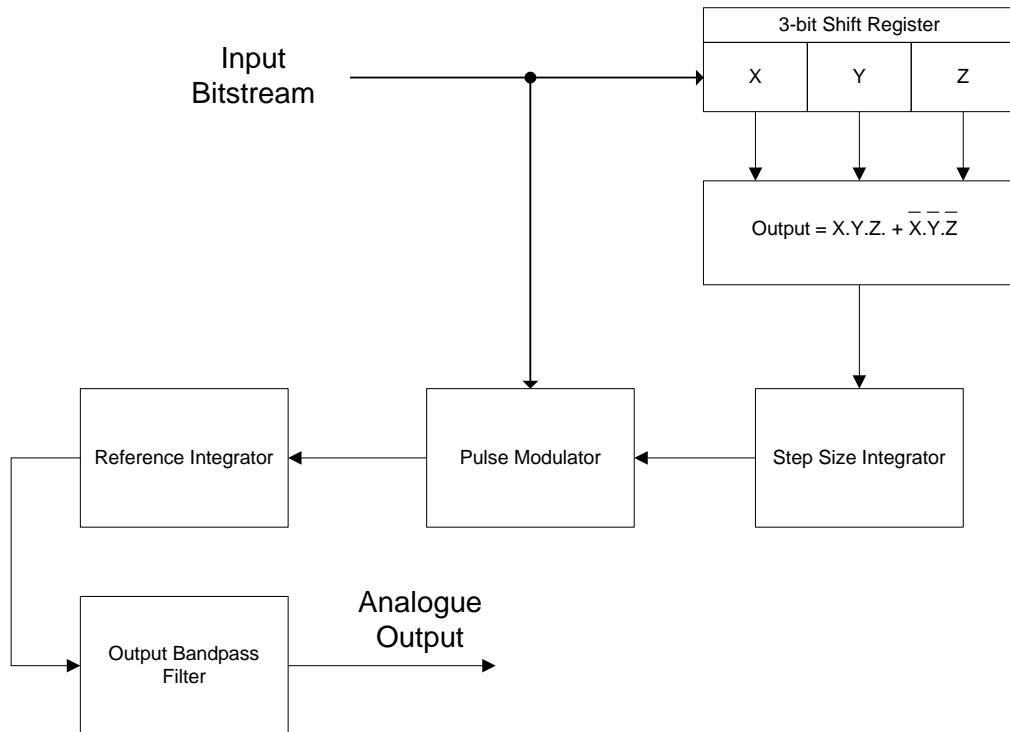 3-bit Shift Register
Input
Bitstream
X Y Z
Output = X.Y.Z. + X̅.Y̅.Z̅
Reference Integrator
Pulse Modulator
Step Size Integrator
Analogue
Output
Output Bandpass
Filter